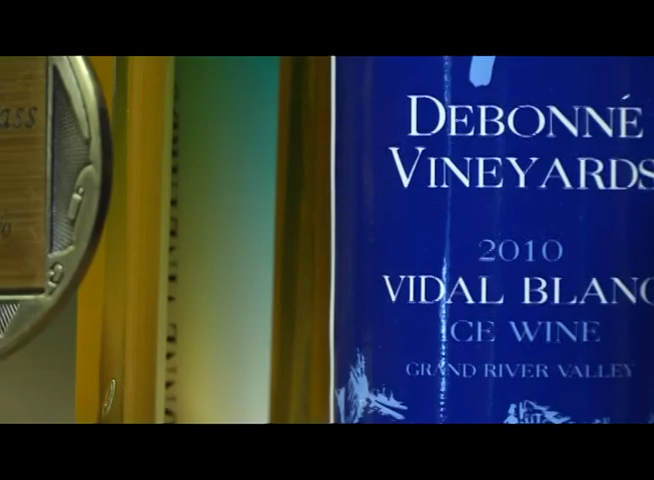 DEBONNÉ
VINEYARDS
2010
VIDAL BLANC
ICE WINE
GRAND RIVER VALLEY